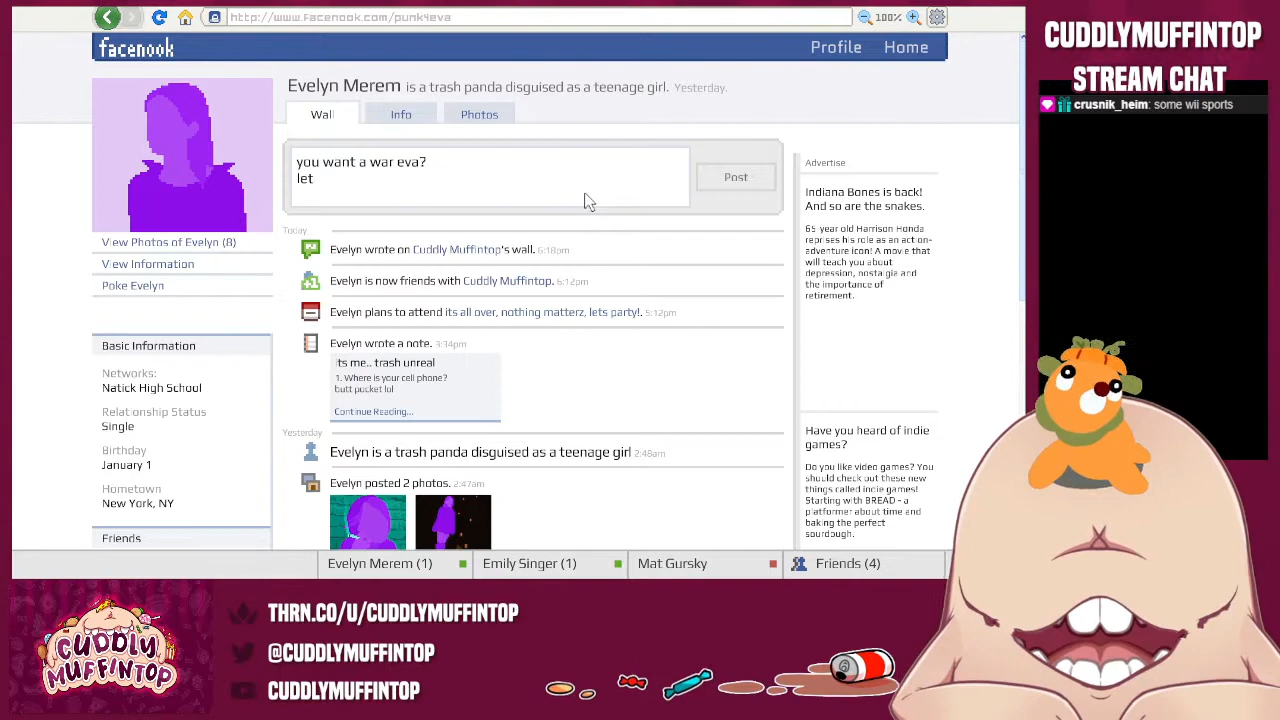 http://www.Facenook.com/punk4eva
100%
facenook
Profile
Home
Evelyn Merem is a trash panda disguised as a teenage girl. Yesterday.
Wall
Info
Photos
you want a war eva?
let
Post
View Photos of Evelyn (8)
View Information
Poke Evelyn
Basic Information
Networks:
Natick High School
Relationship Status
Single
Birthday
January 1
Hometown
New York, NY
Friends
Today
Evelyn wrote on Cuddly Muffintop's wall. 6:18pm
Evelyn is now friends with Cuddly Muffintop. 6:12pm
Evelyn plans to attend its all over, nothing matterz, lets party!. 5:12pm
Evelyn wrote a note. 3:34pm
its me.. trash unreal
1. Where is your cell phone?
butt pocket lol
Continue Reading...
Yesterday
Evelyn is a trash panda disguised as a teenage girl 2:48am
Evelyn posted 2 photos. 2:47am
Advertise
Indiana Bones is back!
And so are the snakes.
65 year old Harrison Honda
reprises his role as an action-
adventure icon! A movie that
will teach you about
depression, nostalgia and
the importance of
retirement.
Have you heard of indie
games?
Do you like video games? You
should check out these new
things called indie games!
Starting with BREAD - a
platformer about time and
baking the perfect
sourdough.
Evelyn Merem (1)
Emily Singer (1)
Mat Gursky
Friends (4)
CUDDLYMUFFINTOP
STREAM CHAT
crusnik_heim: some wii sports
CUDDLY
MUFFINTOP
THRN.CO/U/CUDDLYMUFFINTOP
@CUDDLYMUFFINTOP
CUDDLYMUFFINTOP